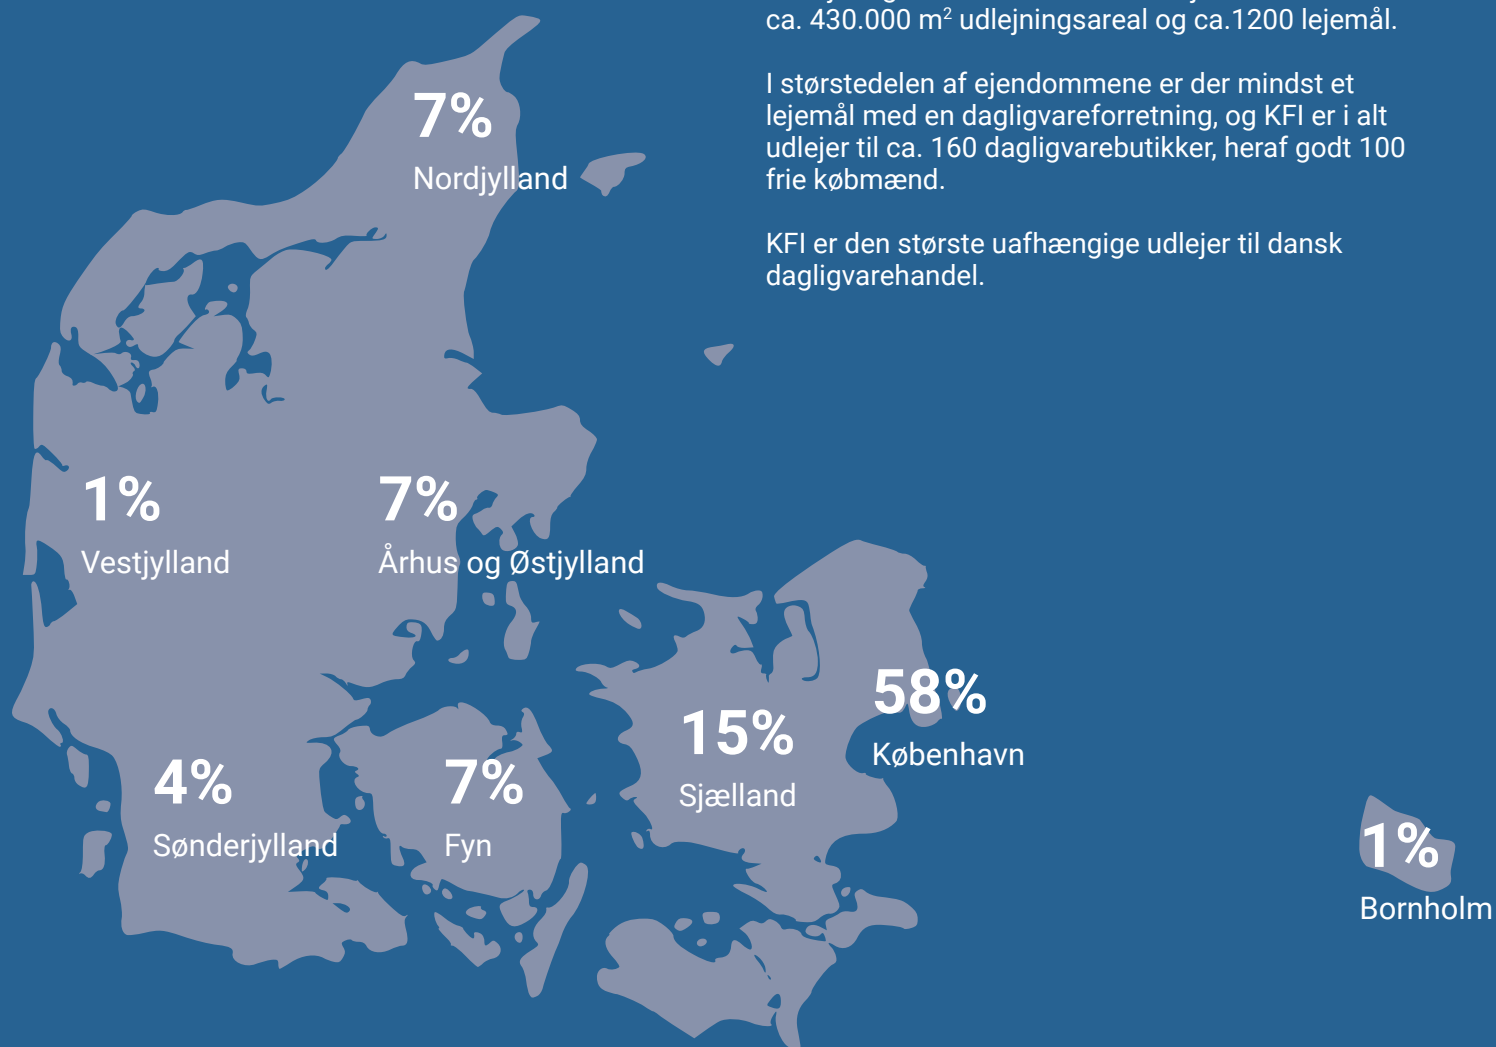 ca. 430.000 m² udlejningsareal og ca.1200 lejemål.
I størstedelen af ejendommene er der mindst et
lejemål med en dagligvareforretning, og KFI er i alt
udlejer til ca. 160 dagligvarebutikker, heraf godt 100
frie købmænd.
KFI er den største uafhængige udlejer til dansk
dagligvarehandel.
7%
Nordjylland
1%
Vestjylland
7%
Århus og Østjylland
58%
København
15%
Sjælland
4%
Sønderjylland
7%
Fyn
1%
Bornholm